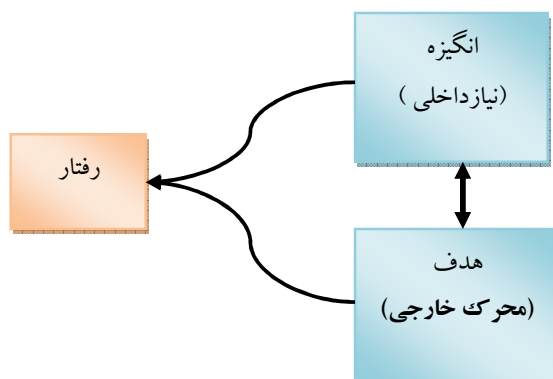 انگیزه
(نیازداخلی )
رفتار
هدف
(محرک خارجی)